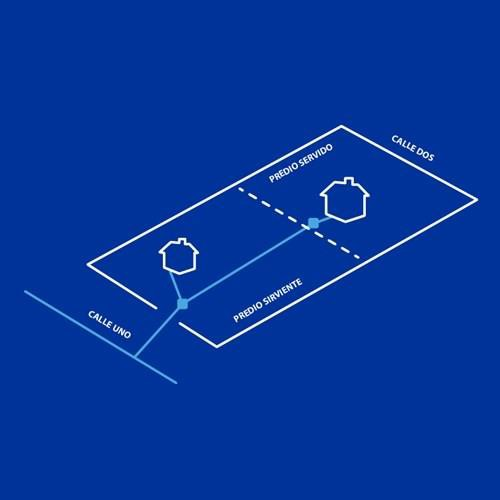 CALLE DOS
PREDIO SERVIDO
PREDIO SIRVIENTE
CALLE UNO